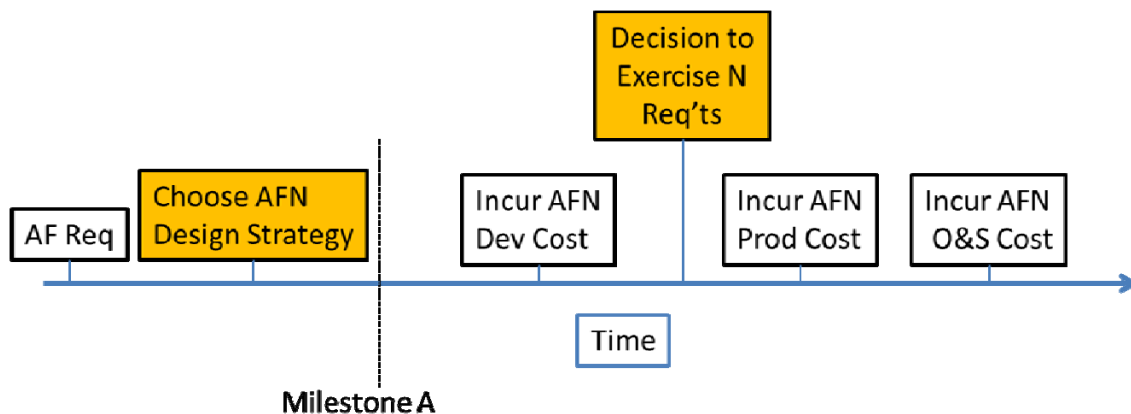 AF Req
Choose AFN
Design Strategy
Milestone A
Incur AFN
Dev Cost
Decision to
Exercise N
Req’ts
Incur AFN
Prod Cost
Incur AFN
O&S Cost
Time